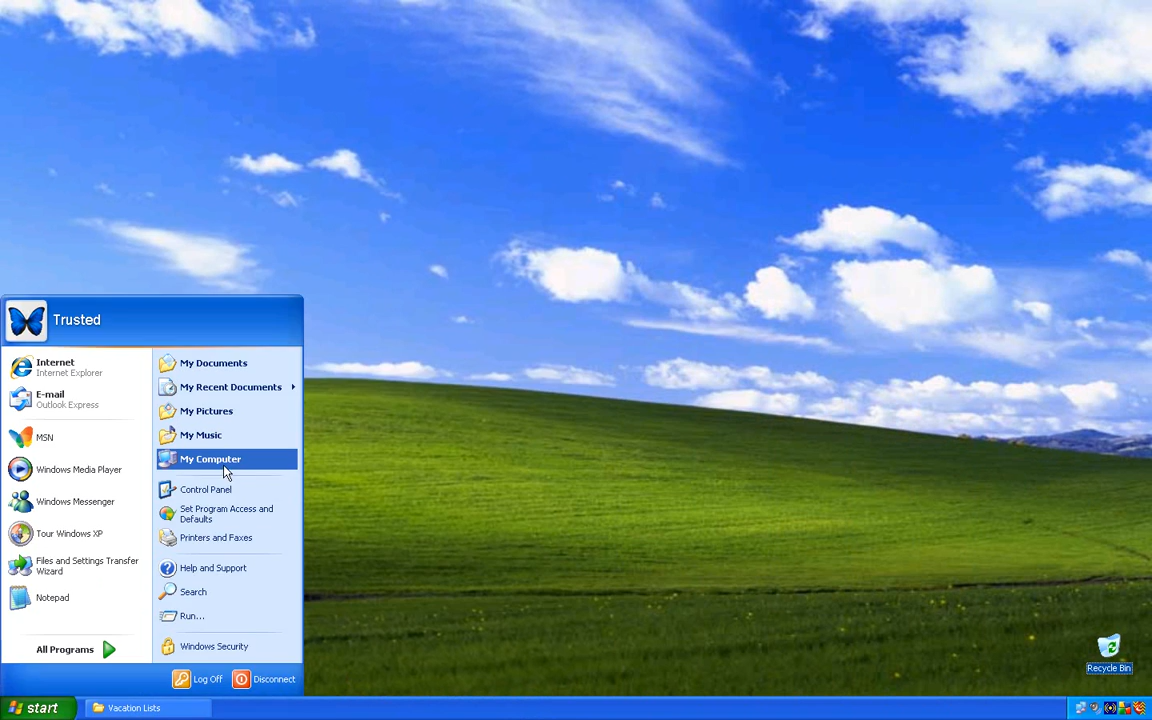 Trusted
Internet
Internet Explorer
E-mail
Outlook Express
MSN
Windows Media Player
Windows Messenger
Tour Windows XP
Files and Settings Transfer
Wizard
Notepad
All Programs
My Documents
My Recent Documents
My Pictures
My Music
My Computer
Control Panel
Set Program Access and
Defaults
Printers and Faxes
Help and Support
Search
Run...
Windows Security
Log Off
Disconnect
Recycle Bin
start
Vacation Lists